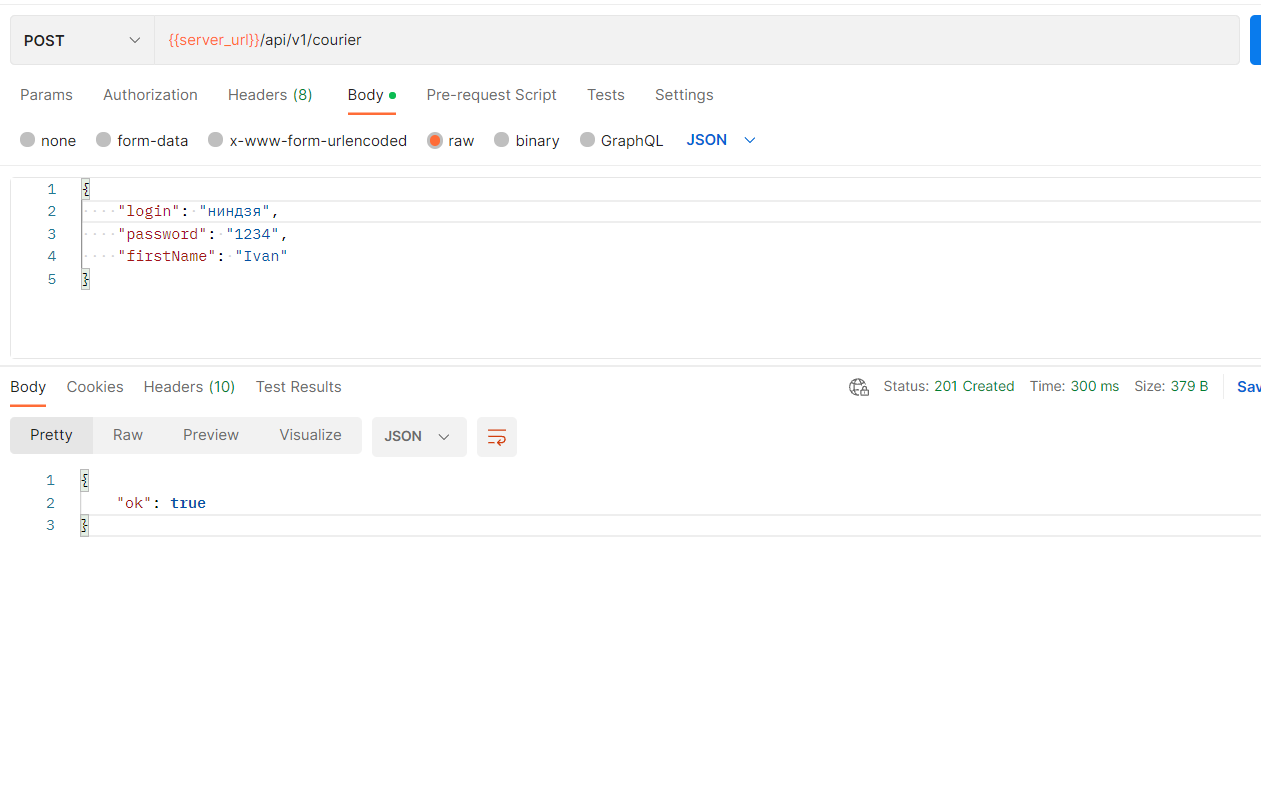 POST {{server_url}}/api/v1/courier
Params Authorization Headers (8) Body Pre-request Script Tests Settings
none form-data x-www-form-urlencoded raw binary GraphQL JSON
1 {
2 "login": "ниндзя",
3 "password": "1234",
4 "firstName": "Ivan"
5 }
Body Cookies Headers (10) Test Results Status: 201 Created Time: 300 ms Size: 379 B
Pretty Raw Preview Visualize JSON
1 {
2 "ok": true
3 }